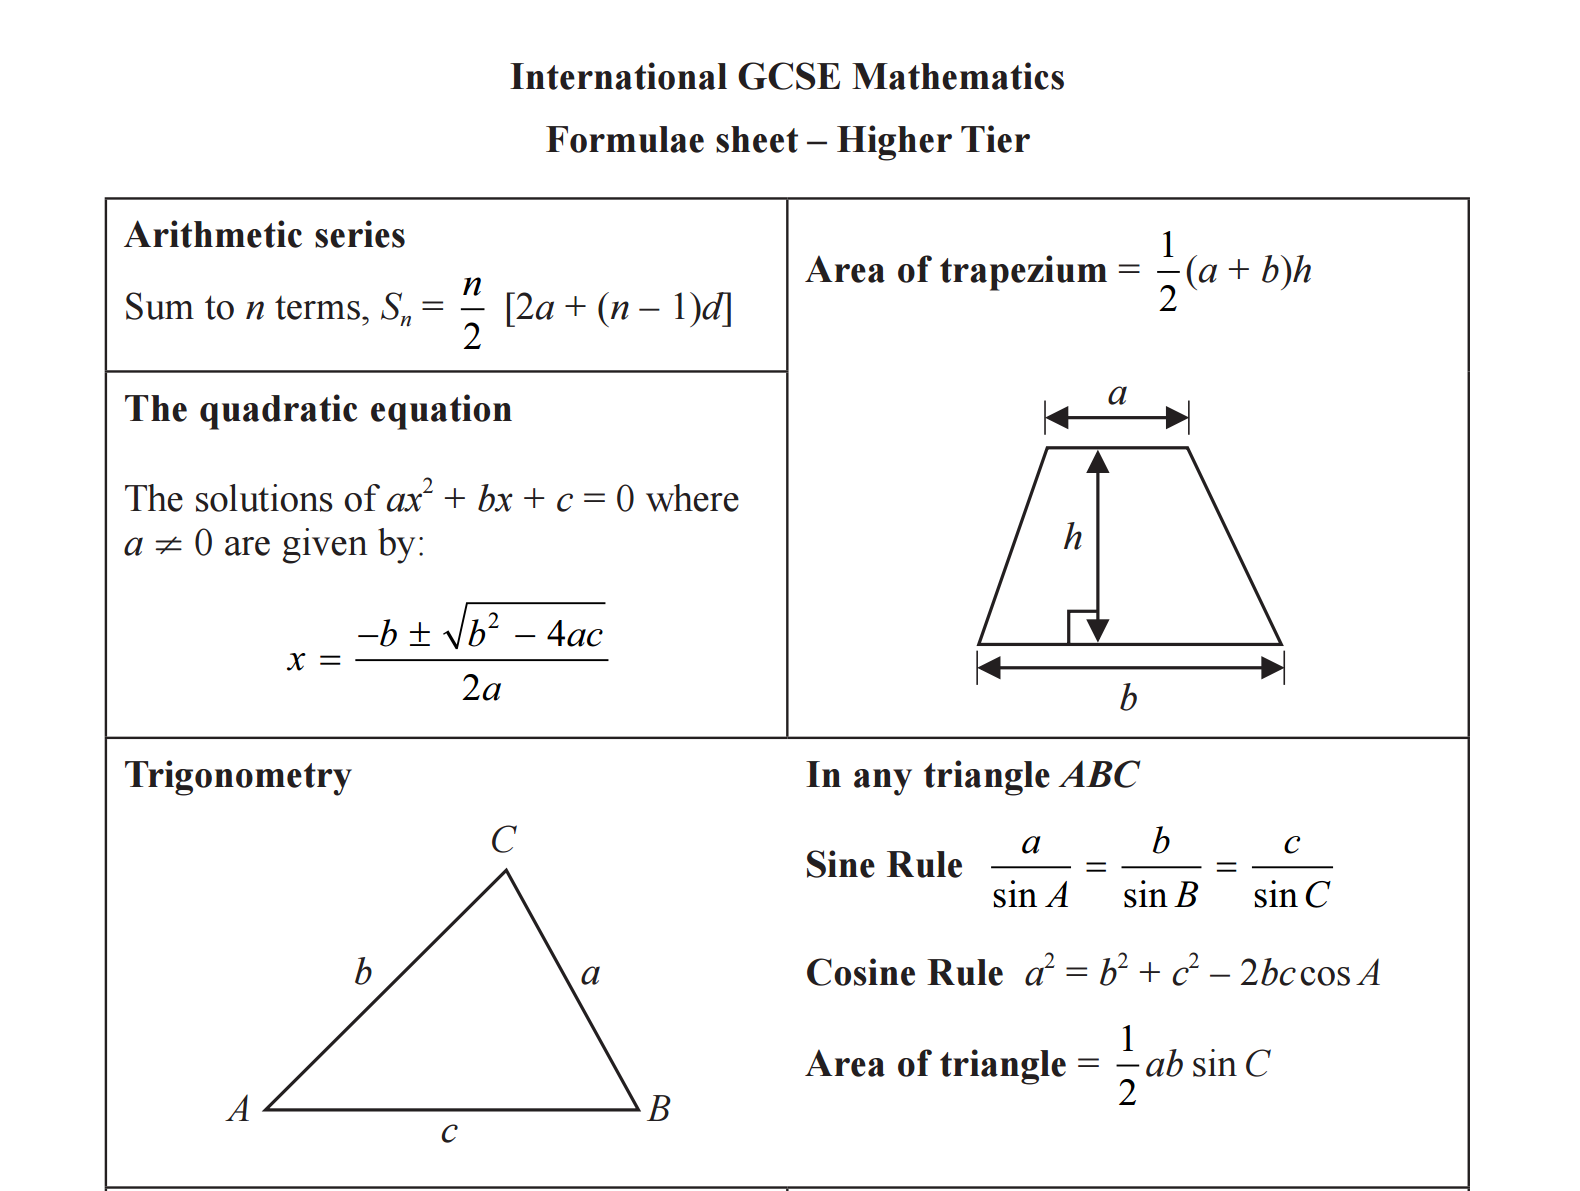 International GCSE Mathematics
Formulae sheet – Higher Tier
Arithmetic series
Sum to n terms, Sₙ = n/2 [2a + (n – 1)d]
The quadratic equation
The solutions of ax² + bx + c = 0 where
a ≠ 0 are given by:
x = (–b ± √(b² – 4ac))/2a
Area of trapezium = 1/2 (a + b)h
a
h
b
Trigonometry
C
b
a
A
B
c
In any triangle ABC
Sine Rule a/sin A = b/sin B = c/sin C
Cosine Rule a² = b² + c² – 2bc cos A
Area of triangle = 1/2 ab sin C